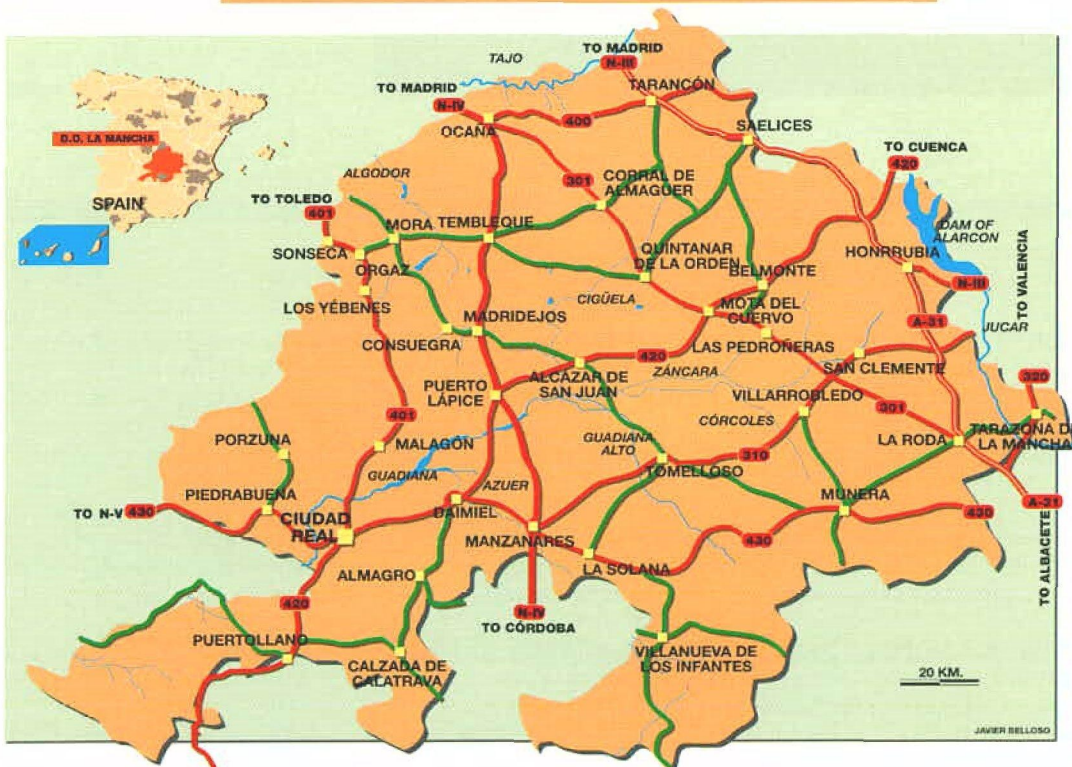 TAJO
TO MADRID
N-III
TO MADRID
N-IV
TARANCÓN
OCAÑA
400
SAELICES
D.O. LA MANCHA
TO CUENCA
420
ALGODOR
301
CORRAL DE
ALMAGUER
SPAIN
TO TOLEDO
401
MORA
TEMBLEQUE
DAM OF
ALARCON
SONSECA
ORGAZ
QUINTANAR
DE LA ORDEN
BELMONTE
HONRRUBIA
N-III
TO VALENCIA
LOS YÉBENES
CIGÜELA
MOTA DEL
CUERVO
A-31
JUCAR
MADRIDEJOS
CONSUEGRA
LAS PEDROÑERAS
420
ZÁNCARA
SAN CLEMENTE
320
PUERTO
LÁPICE
ALCÁZAR DE
SAN JUAN
VILLARROBLEDO
301
401
CÓRCOLES
TARAZONA DE
LA MANCHA
LA RODA
PORZUNA
MALAGÓN
GUADIANA
ALTO
310
TOMELLOSO
GUADIANA
AZUER
PIEDRABUENA
MUNERA
A-31
TO N-V
430
DAIMIEL
430
CIUDAD
REAL
MANZANARES
430
LA SOLANA
TO ALBACETE
ALMAGRO
420
N-IV
TO CÓRDOBA
PUERTOLLANO
VILLANUEVA DE
LOS INFANTES
CALZADA DE
CALATRAVA
20 KM.
JAVIER BELLOSO